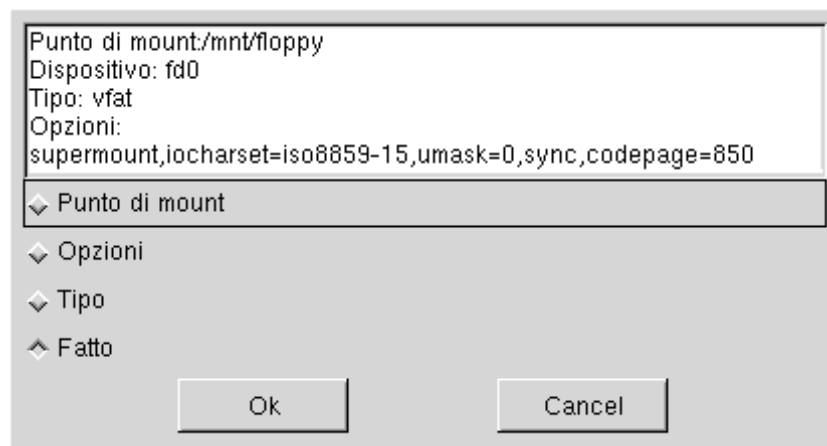 Punto di mount:/mnt/floppy
Dispositivo: fd0
Tipo: vfat
Opzioni:
supermount,iocharset=iso8859-15,umask=0,sync,codepage=850
Punto di mount
Opzioni
Tipo
Fatto
Ok
Cancel